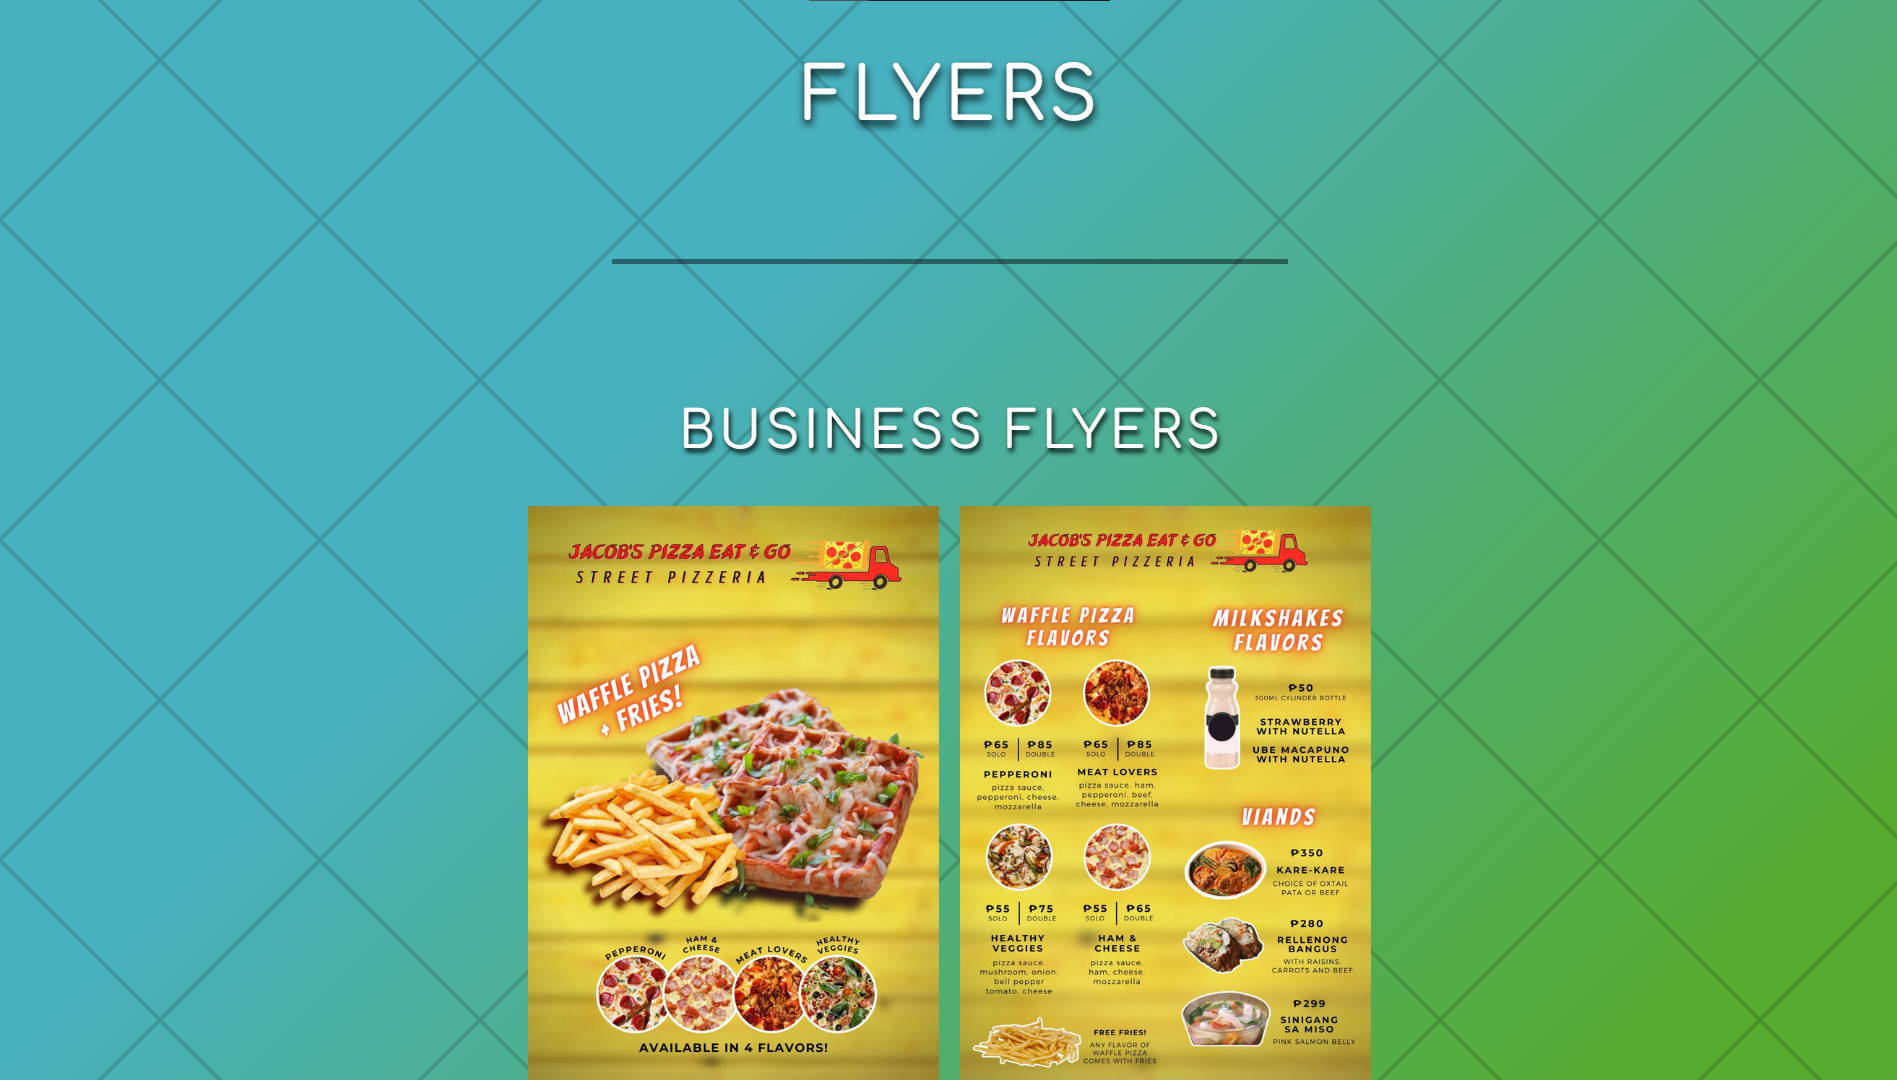 FLYERS
BUSINESS FLYERS
JACOB'S PIZZA EAT & GO
STREET PIZZERIA
WAFFLE PIZZA
+ FRIES!
PEPPERONI
HAM &
CHEESE
MEAT LOVERS
HEALTHY
VEGGIES
AVAILABLE IN 4 FLAVORS!
JACOB'S PIZZA EAT & GO
STREET PIZZERIA
WAFFLE PIZZA
FLAVORS
₱65 | ₱85
SOLO DOUBLE
PEPPERONI
pizza sauce,
pepperoni, cheese,
mozzarella
₱65 | ₱85
SOLO DOUBLE
MEAT LOVERS
pizza sauce, ham,
pepperoni, beef,
cheese, mozzarella
₱55 | ₱75
SOLO DOUBLE
HEALTHY
VEGGIES
pizza sauce,
mushroom, onion,
bell pepper
tomato, cheese
₱55 | ₱65
SOLO DOUBLE
HAM &
CHEESE
pizza sauce,
ham, cheese,
mozzarella
FREE FRIES!
ANY FLAVOR OF
WAFFLE PIZZA
COMES WITH FRIES
MILKSHAKES
FLAVORS
₱50
300ML CYLINDER BOTTLE
STRAWBERRY
WITH NUTELLA
UBE MACAPUNO
WITH NUTELLA
VIANDS
₱350
KARE-KARE
CHOICE OF OXTAIL
PATA OR BEEF
₱280
RELLENONG
BANGUS
WITH RAISINS,
CARROTS AND BEEF
₱299
SINIGANG
SA MISO
PINK SALMON BELLY